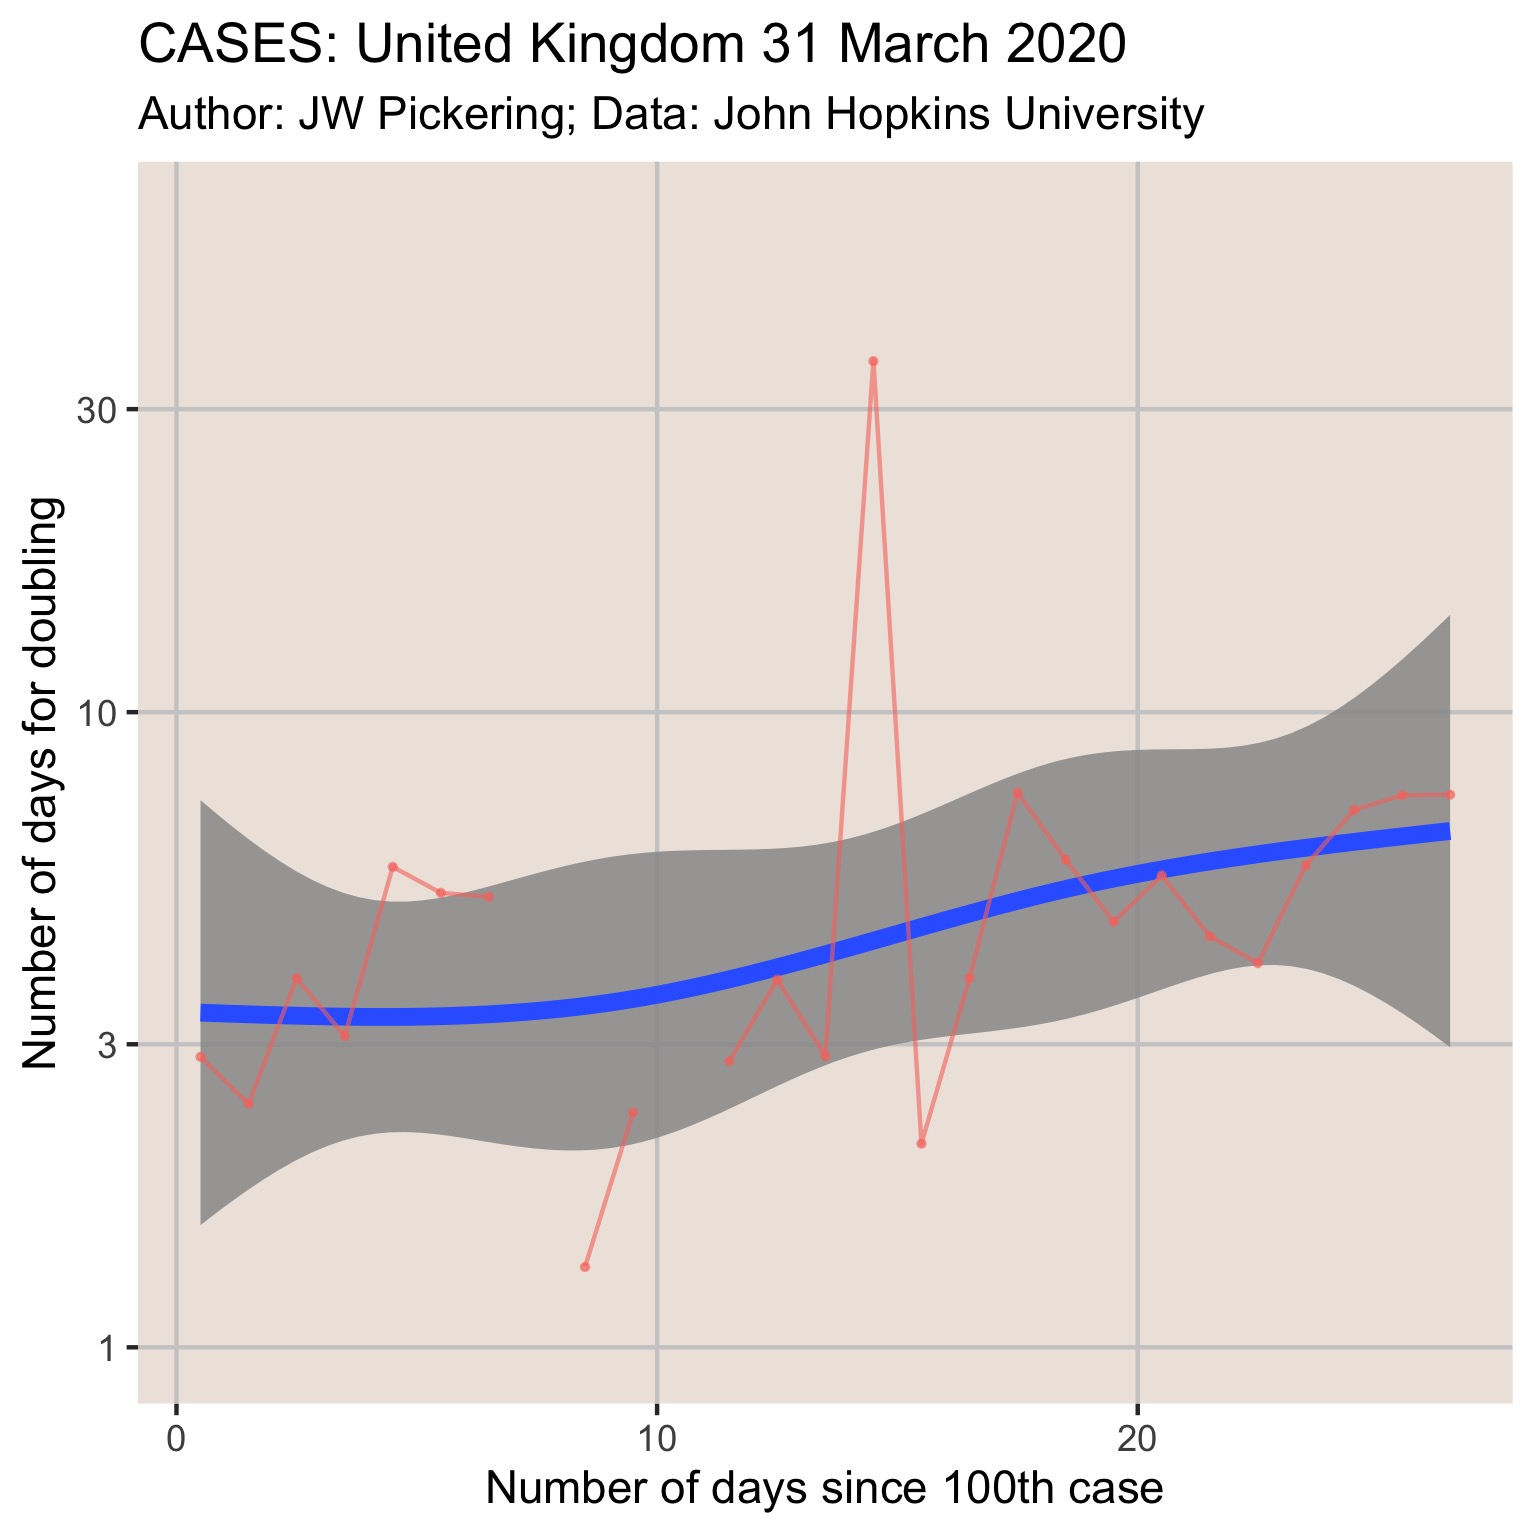 CASES: United Kingdom 31 March 2020
Author: JW Pickering; Data: John Hopkins University
Number of days for doubling
30
10
3
1
0 10 20
Number of days since 100th case